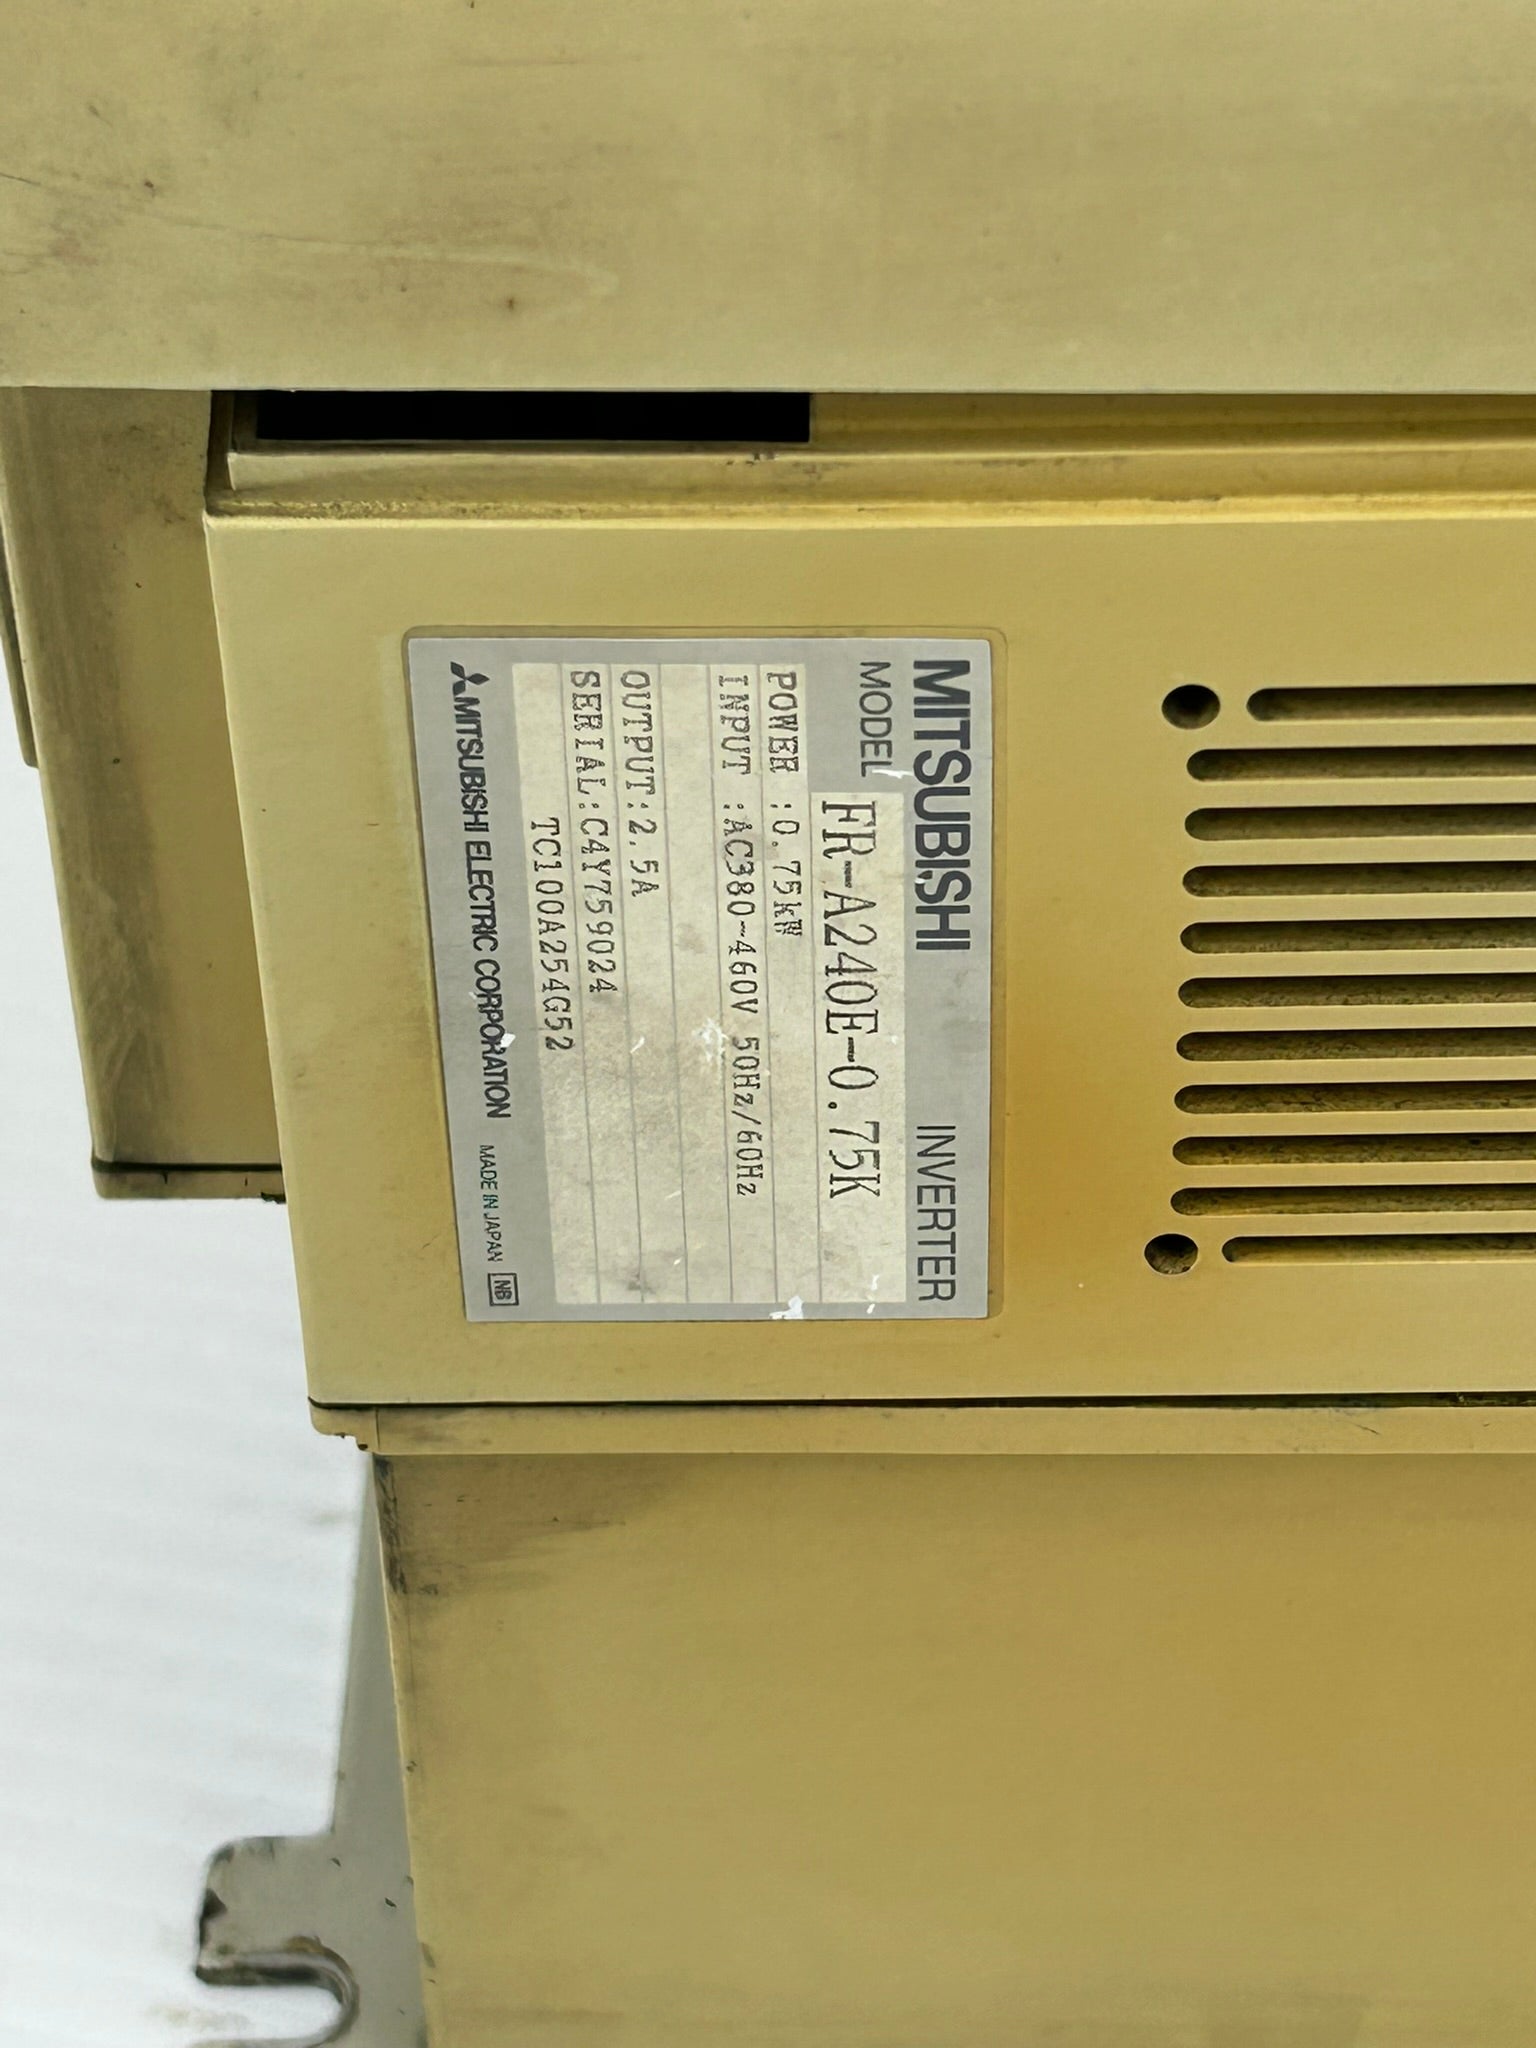 MITSUBISHI INVERTER
MODEL FR-A240E-0.75K
POWER :0.75kW
INPUT :AC380-460V 50Hz/60Hz
OUTPUT:2.5A
SERIAL:C4Y759024
TC100A254G52
MITSUBISHI ELECTRIC CORPORATION MADE IN JAPAN NB